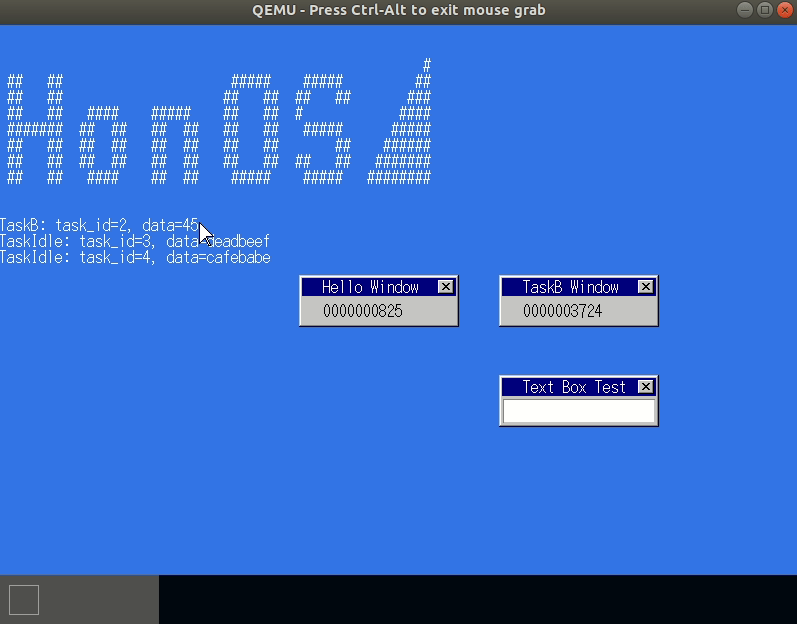 QEMU - Press Ctrl-Alt to exit mouse grab
HonOS
TaskB: task_id=2, data=45
TaskIdle: task_id=3, data=deadbeef
TaskIdle: task_id=4, data=cafebabe
Hello Window
0000000825
TaskB Window
0000003724
Text Box Test